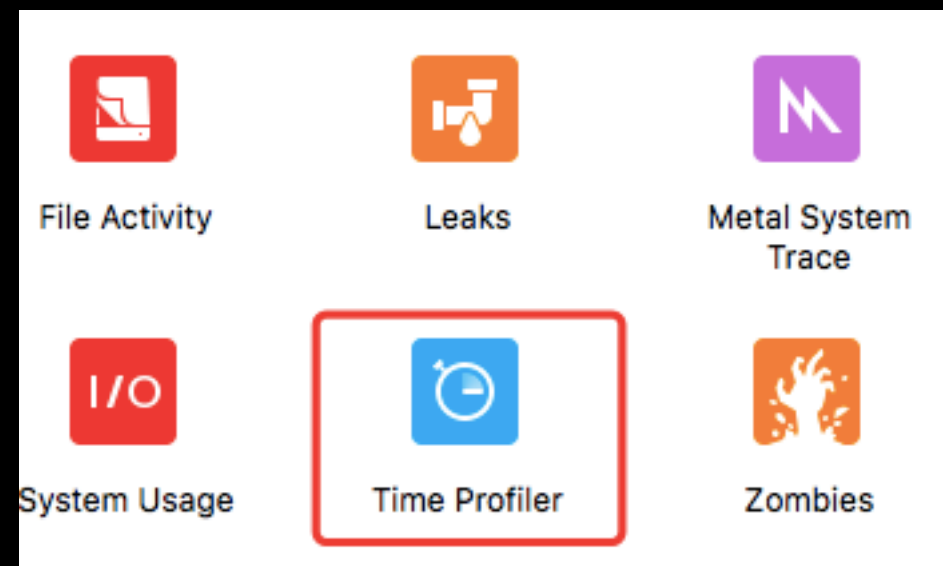 File Activity
Leaks
Metal System
Trace
I/O
System Usage
Time Profiler
Zombies